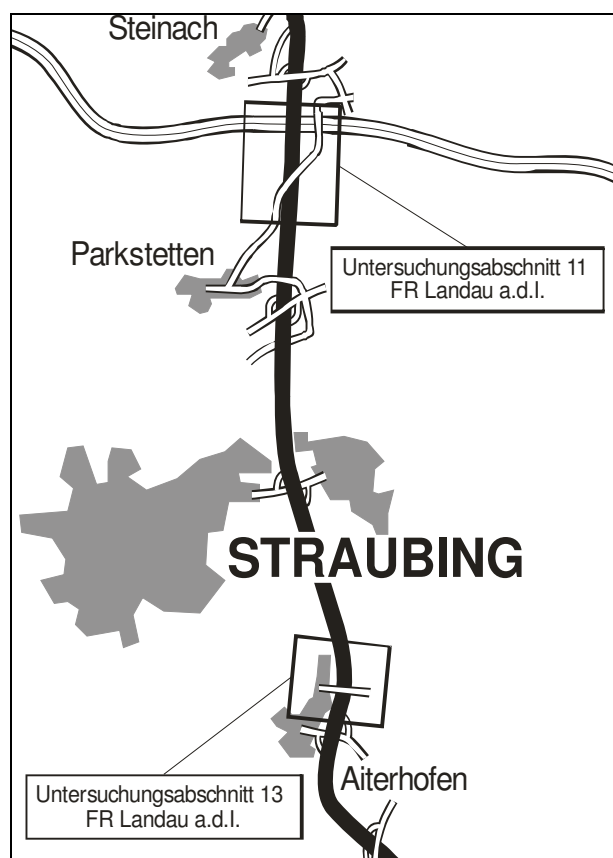 Steinach
Parkstetten
Untersuchungsabschnitt 11
FR Landau a.d.I.
STRAUBING
Aiterhofen
Untersuchungsabschnitt 13
FR Landau a.d.I.